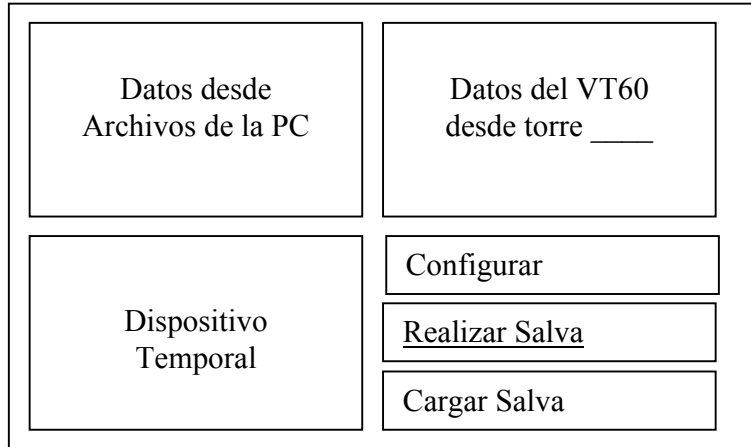 Datos desde
Archivos de la PC
Datos del VT60
desde torre ____
Dispositivo
Temporal
Configurar
Realizar Salva
Cargar Salva